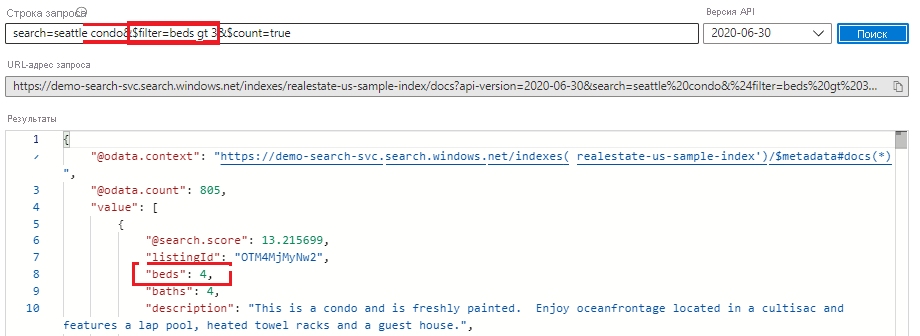 Строка запроса
Версия API
search=seattle condo&$filter=beds gt 3&$count=true
2020-06-30
Поиск
URL-адрес запроса
https://demo-search-svc.search.windows.net/indexes/realestate-us-sample-index/docs?api-version=2020-06-30&search=seattle%20condo&%24filter=beds%20gt%203...
Результаты
1 {
"@odata.context": "https://demo-search-svc.search.windows.net/indexes( realestate-us-sample-index')/$metadata#docs(*)
",
3 "@odata.count": 805,
4 "value": [
5 {
6 "@search.score": 13.215699,
7 "listingId": "OTM4MjMyNw2",
8 "beds": 4,
9 "baths": 4,
10 "description": "This is a condo and is freshly painted.  Enjoy oceanfrontage located in a cultisac and
features a lap pool, heated towel racks and a guest house.",